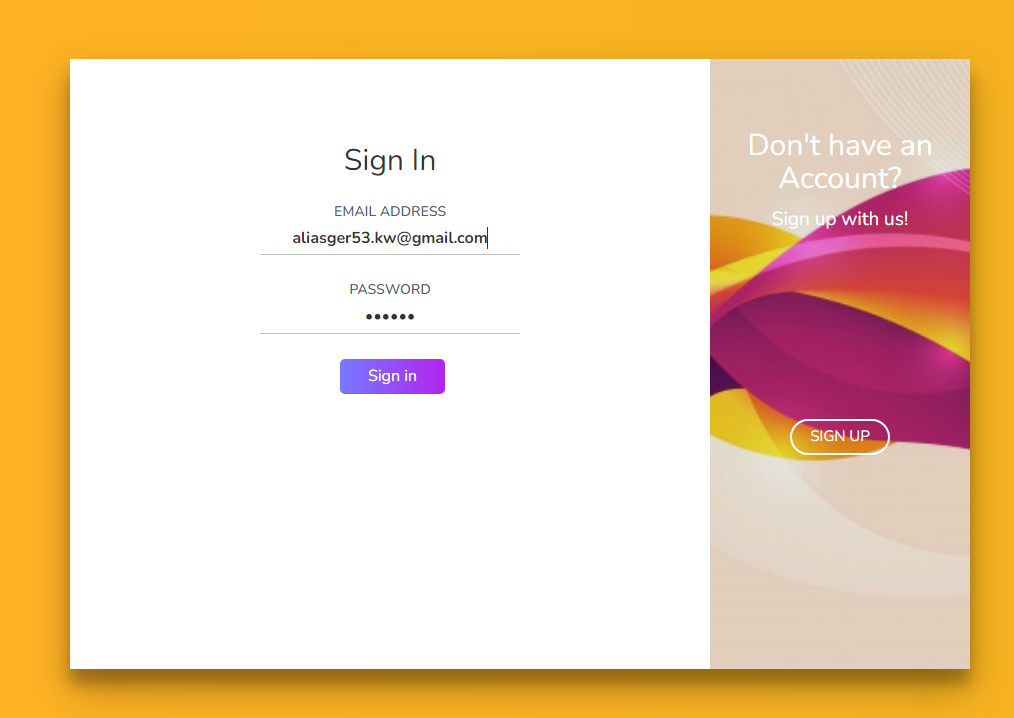 Sign In
EMAIL ADDRESS
aliasger53.kw@gmail.com
PASSWORD
••••••
Sign in
Don't have an
Account?
Sign up with us!
SIGN UP